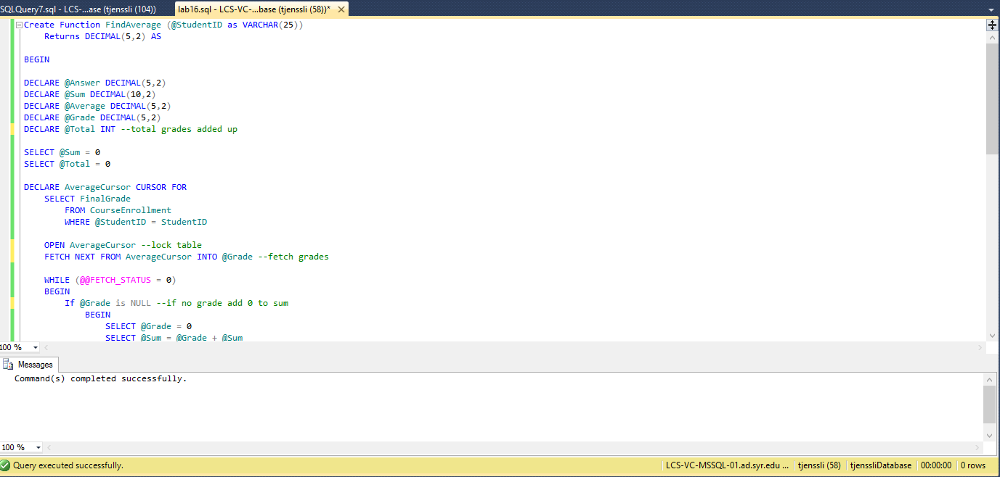 SQLQuery7.sql - LCS-...ase (tjenssli (104))
lab16.sql - LCS-VC-...base (tjenssli (58))*
Create Function FindAverage (@StudentID as VARCHAR(25))
Returns DECIMAL(5,2) AS
BEGIN
DECLARE @Answer DECIMAL(5,2)
DECLARE @Sum DECIMAL(10,2)
DECLARE @Average DECIMAL(5,2)
DECLARE @Grade DECIMAL(5,2)
DECLARE @Total INT --total grades added up
SELECT @Sum = 0
SELECT @Total = 0
DECLARE AverageCursor CURSOR FOR
SELECT FinalGrade
FROM CourseEnrollment
WHERE @StudentID = StudentID
OPEN AverageCursor --lock table
FETCH NEXT FROM AverageCursor INTO @Grade --fetch grades
WHILE (@@FETCH_STATUS = 0)
BEGIN
If @Grade is NULL --if no grade add 0 to sum
BEGIN
SELECT @Grade = 0
SELECT @Sum = @Grade + @Sum
100 %
Messages
Command(s) completed successfully.
100 %
Query executed successfully.
LCS-VC-MSSQL-01.ad.syr.edu ...
tjenssli (58)
tjenssliDatabase
00:00:00
0 rows